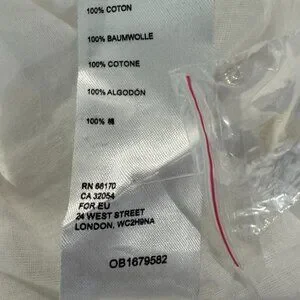 100% COTON
100% BAUMWOLLE
100% COTONE
100% ALGODÓN
100% 棉
RN 66170
CA 32054
FOR EU
24 WEST STREET
LONDON, WC2H9NA
OB1679582